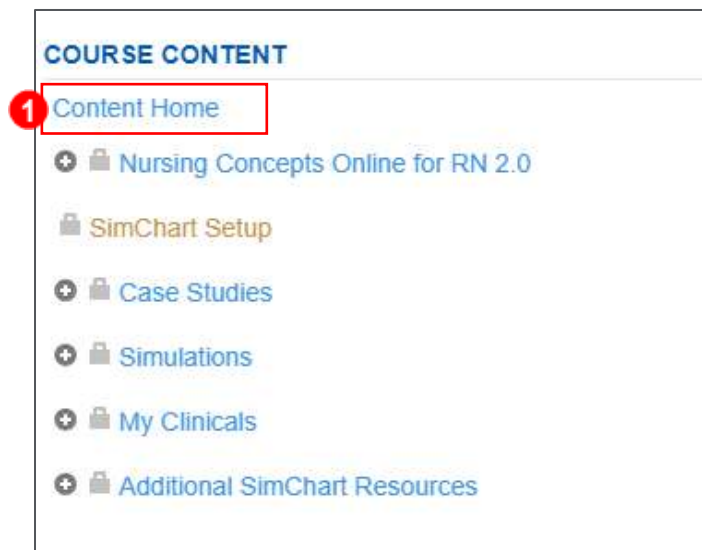 COURSE CONTENT
1 Content Home
Nursing Concepts Online for RN 2.0
SimChart Setup
Case Studies
Simulations
My Clinicals
Additional SimChart Resources